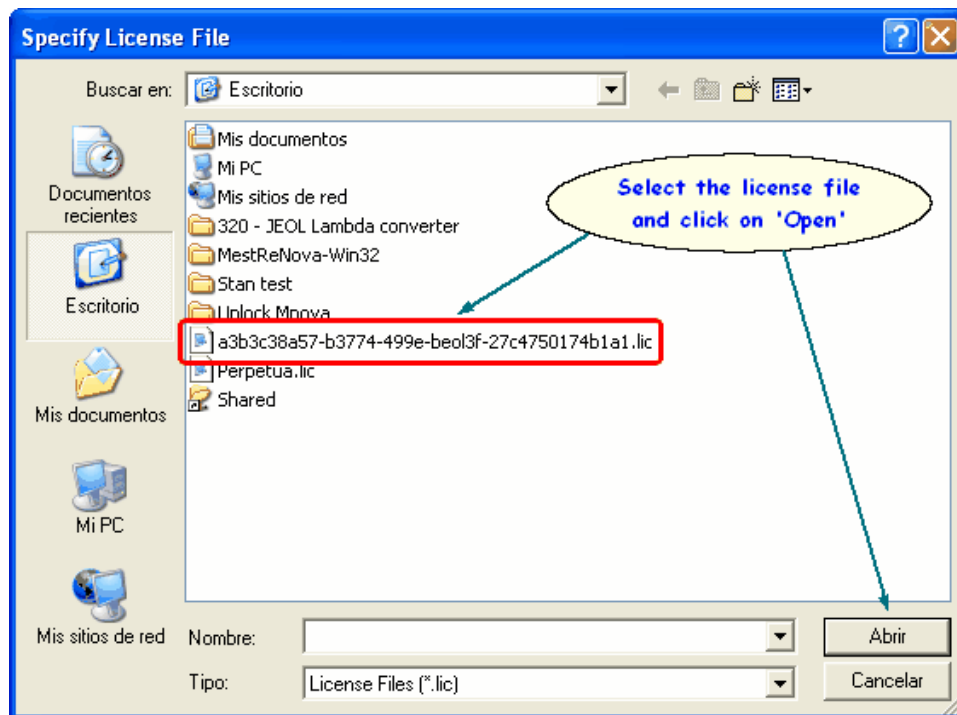 Specify License File
Buscar en:
Escritorio
Documentos
recientes
Escritorio
Mis documentos
Mi PC
Mis sitios de red
Mis documentos
Mi PC
Mis sitios de red
320 - JEOL Lambda converter
MestReNova-Win32
Stan test
Unlock Mnova
a3b3c38a57-b3774-499e-beol3f-27c4750174b1a1.lic
Perpetua.lic
Shared
Select the license file
and click on 'Open'
Nombre:
Abrir
Tipo:
License Files (*.lic)
Cancelar